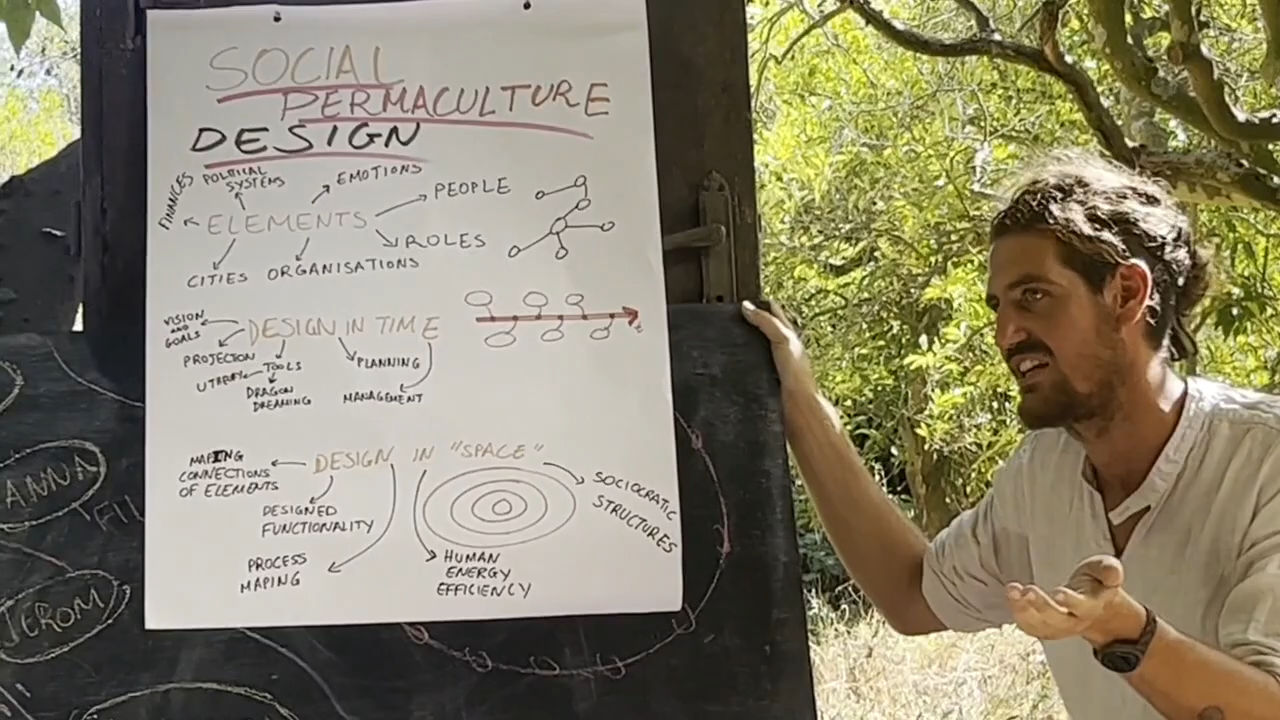 SOCIAL
PERMACULTURE
DESIGN
FINANCES
POLITICAL
SYSTEMS
EMOTIONS
PEOPLE
ELEMENTS
ROLES
CITIES
ORGANISATIONS
VISION
AND
GOALS
DESIGN IN TIME
PROJECTON
TOOLS
DRAGON
DREAMING
PLANNING
MANAGEMENT
t
MAPING
CONNECTIONS
OF ELEMENTS
DESIGN IN "SPACE"
SOCIOCRATIC
STRUCTURES
DESIGNED
FUNCTIONALITY
PROCESS
MAPING
HUMAN
ENERGY
EFFICIENCY
ANNA
JEROM